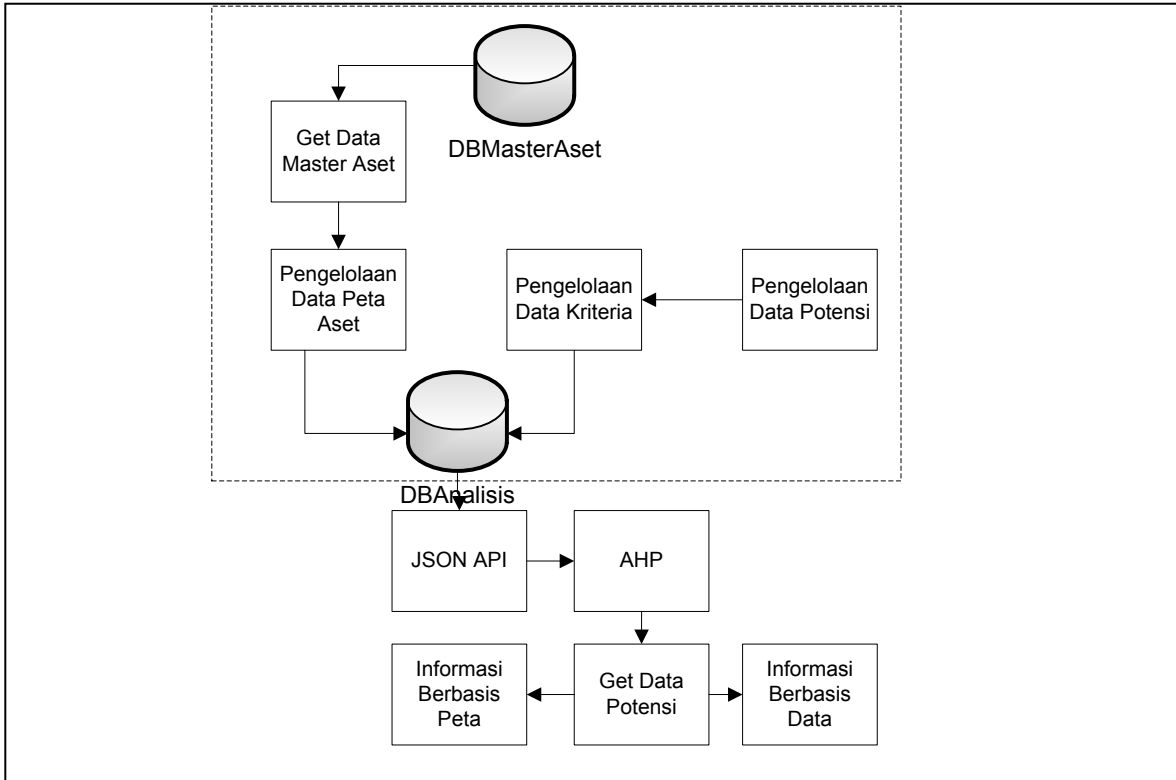 DBMasterAset
Get Data
Master Aset
Pengelolaan
Data Peta
Aset
Pengelolaan
Data Kriteria
Pengelolaan
Data Potensi
DBAnalisis
JSON API
AHP
Informasi
Berbasis
Peta
Get Data
Potensi
Informasi
Berbasis
Data